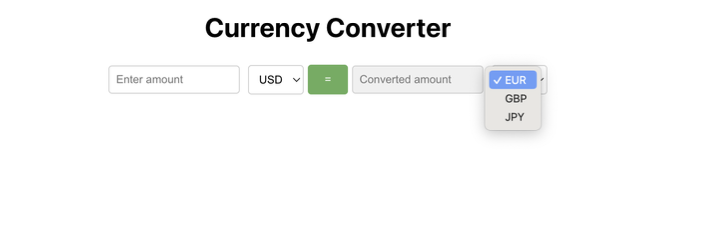 Currency Converter
Enter amount USD = Converted amount ✓ EUR
GBP
JPY